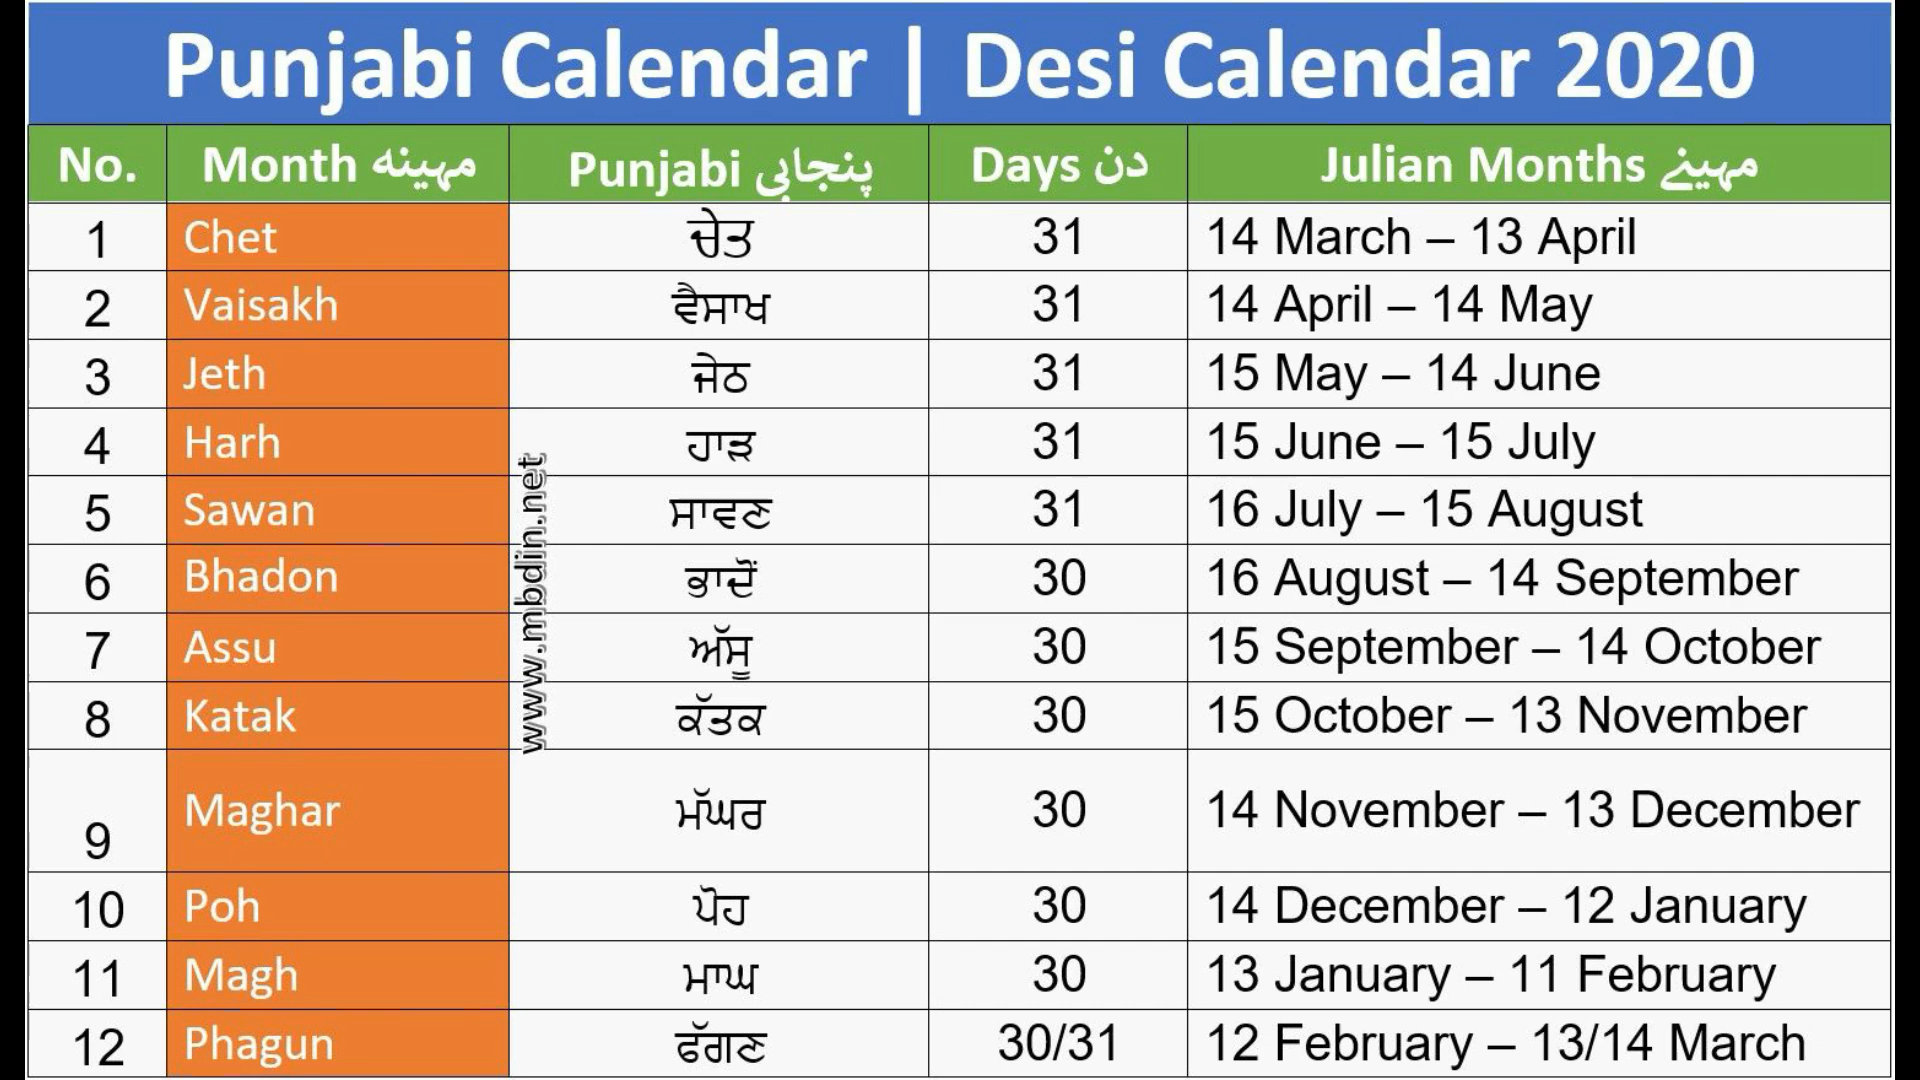 Punjabi Calendar | Desi Calendar 2020
No. Month مہینہ Punjabi پنجابی Days دن Julian Months مہینے
1 Chet ਚੇਤ 31 14 March – 13 April
2 Vaisakh ਵੈਸਾਖ 31 14 April – 14 May
3 Jeth ਜੇਠ 31 15 May – 14 June
4 Harh ਹਾੜ 31 15 June – 15 July
5 Sawan ਸਾਵਣ 31 16 July – 15 August
6 Bhadon ਭਾਦੋਂ 30 16 August – 14 September
7 Assu ਅੱਸੂ 30 15 September – 14 October
8 Katak ਕੱਤਕ 30 15 October – 13 November
9 Maghar ਮੱਘਰ 30 14 November – 13 December
10 Poh ਪੋਹ 30 14 December – 12 January
11 Magh ਮਾਘ 30 13 January – 11 February
12 Phagun ਫੱਗਣ 30/31 12 February – 13/14 March
www.mbdin.net